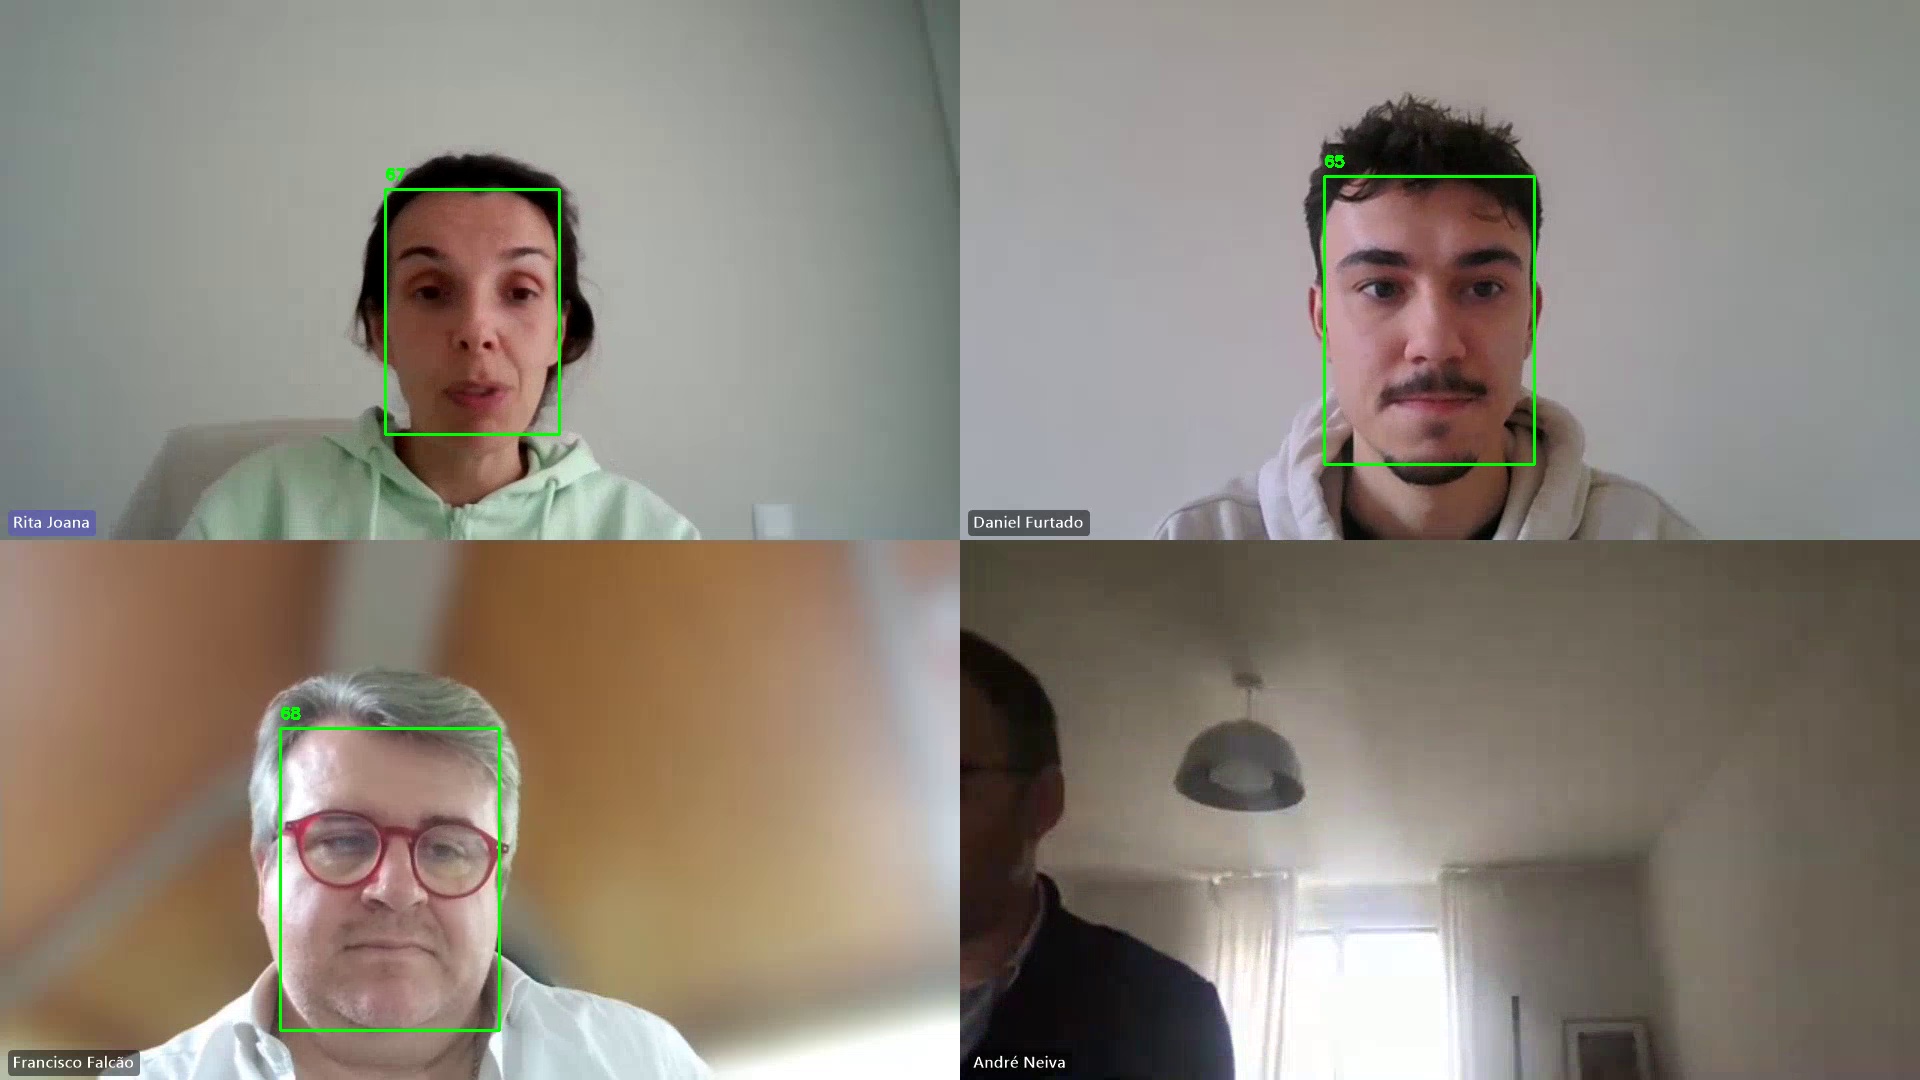 67
65
Rita Joana
Daniel Furtado
68
Francisco Falcão
André Neiva